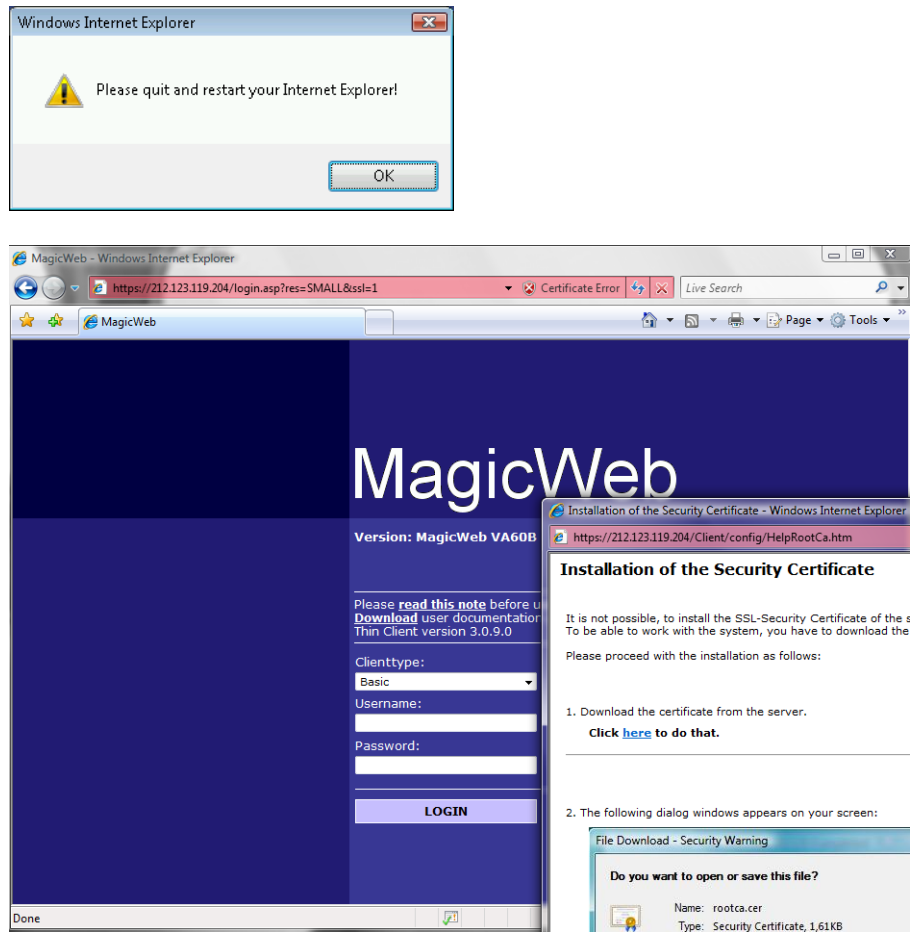 Windows Internet Explorer
Please quit and restart your Internet Explorer!
OK
MagicWeb - Windows Internet Explorer
https://212.123.119.204/login.asp?res=SMALL&ssl=1
Certificate Error
Live Search
MagicWeb
Page
Tools
MagicWeb
Version: MagicWeb VA60B
Please read this note before u
Download user documentation
Thin Client version 3.0.9.0
Clienttype:
Basic
Username:
Password:
LOGIN
Done
Installation of the Security Certificate - Windows Internet Explorer
https://212.123.119.204/Client/config/HelpRootCa.htm
Installation of the Security Certificate
It is not possible, to install the SSL-Security Certificate of the s
To be able to work with the system, you have to download the
Please proceed with the installation as follows:
1. Download the certificate from the server.
Click here to do that.
2. The following dialog windows appears on your screen:
File Download - Security Warning
Do you want to open or save this file?
Name: rootca.cer
Type: Security Certificate, 1,61KB